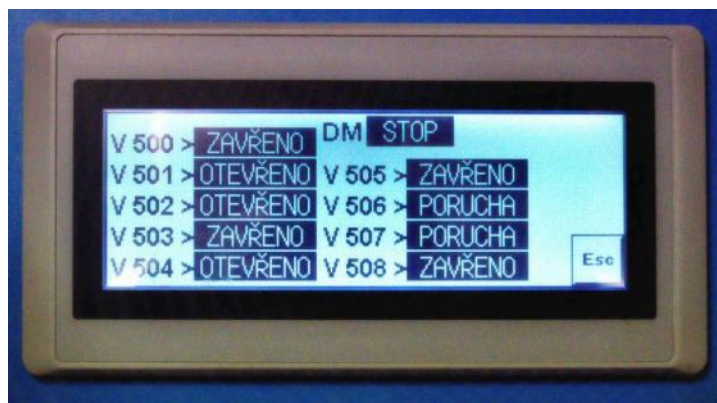 V 500 > ZAVŘENO DM STOP
V 501 > OTEVŘENO V 505 > ZAVŘENO
V 502 > OTEVŘENO V 506 > PORUCHA
V 503 > ZAVŘENO V 507 > PORUCHA
V 504 > OTEVŘENO V 508 > ZAVŘENO
Esc